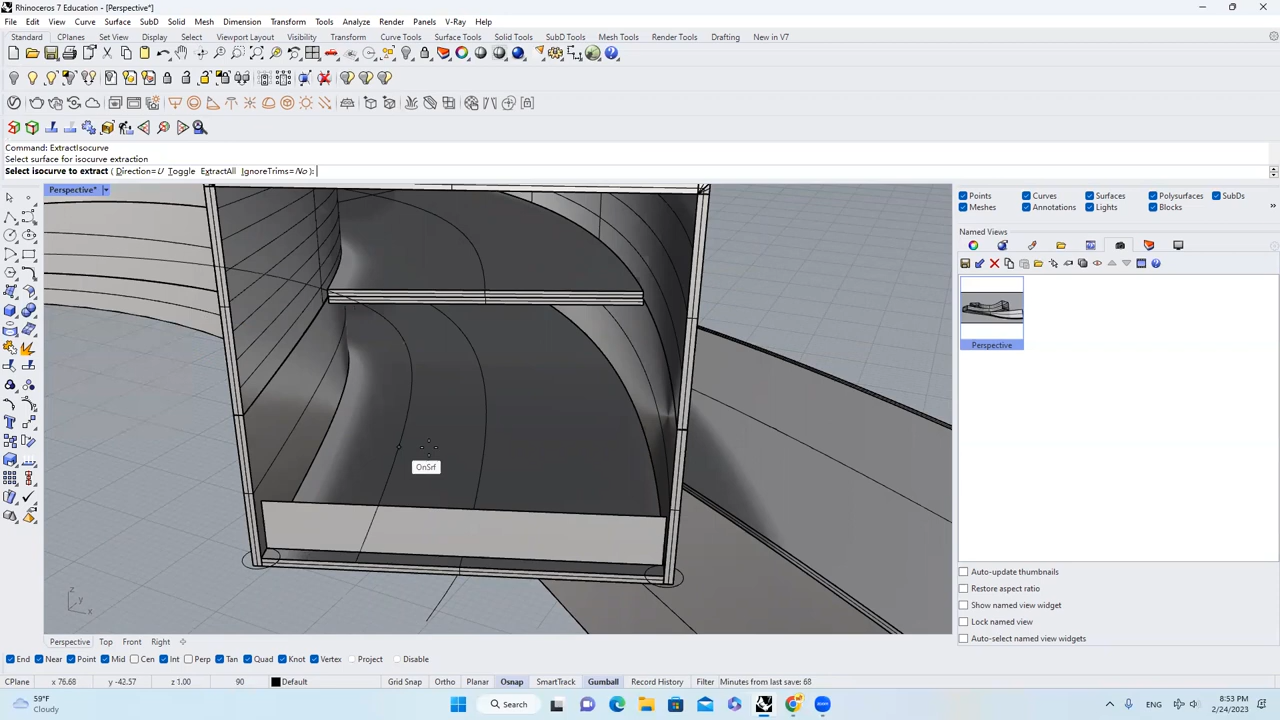 Rhinoceros 7 Education - [Perspective*]
File Edit View Curve Surface SubD Solid Mesh Dimension Transform Tools Analyze Render Panels V-Ray Help
Standard CPlanes Set View Display Select Viewport Layout Visibility Transform Curve Tools Surface Tools Solid Tools SubD Tools Mesh Tools Render Tools Drafting New in V7
Command: ExtractIsocurve
Select surface for isocurve extraction
Select isocurve to extract ( Direction=U Toggle ExtractAll IgnoreTrims=No ):
Perspective*
Points Curves Surfaces Polysurfaces SubDs
Meshes Annotations Lights Blocks
Named Views
Perspective
OnSrf
Auto-update thumbnails
Restore aspect ratio
Show named view widget
Lock named view
Auto-select named view widgets
z
y
x
Perspective Top Front Right
End Near Point Mid Cen Int Perp Tan Quad Knot Vertex Project Disable
CPlane x 76.68 y -42.57 z 1.00 90 Default Grid Snap Ortho Planar Osnap SmartTrack Gumball Record History Filter Minutes from last save: 68
59°F
Cloudy
Search
ENG
8:53 PM
2/24/2023